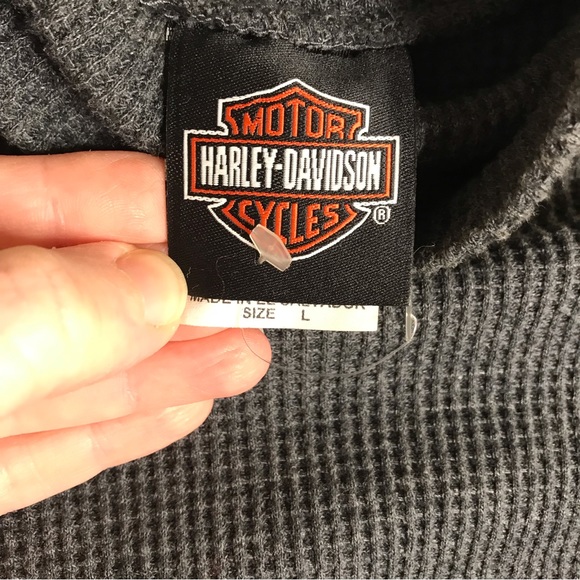 MOTOR
HARLEY-DAVIDSON
CYCLES
®
MADE IN EL SALVADOR
SIZE L